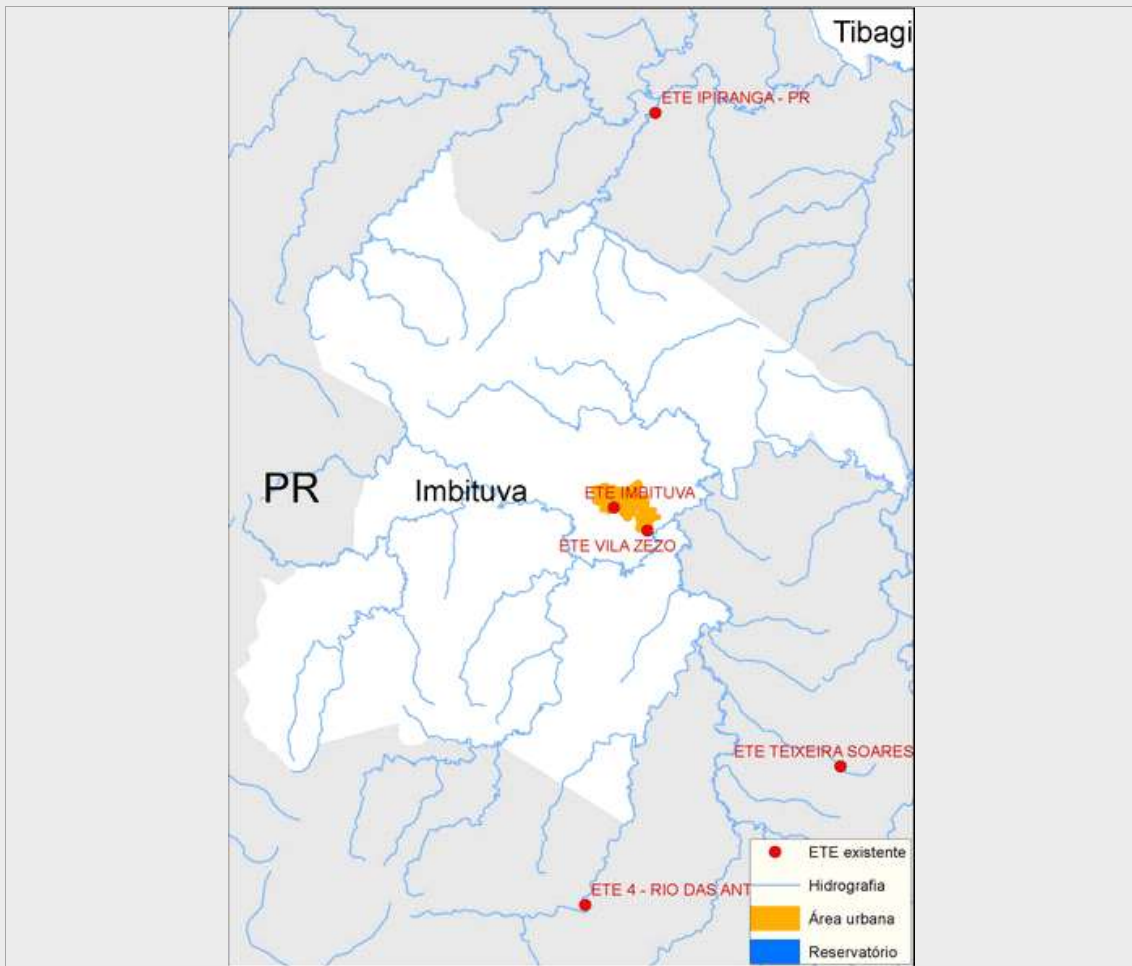 Tibagi
ETE IPIRANGA - PR
PR
Imbituva
ETE IMBITUVA
ETE VILA ZEZO
ETE TEIXEIRA SOARES
ETE 4 - RIO DAS ANT
ETE existente
Hidrografia
Área urbana
Reservatório